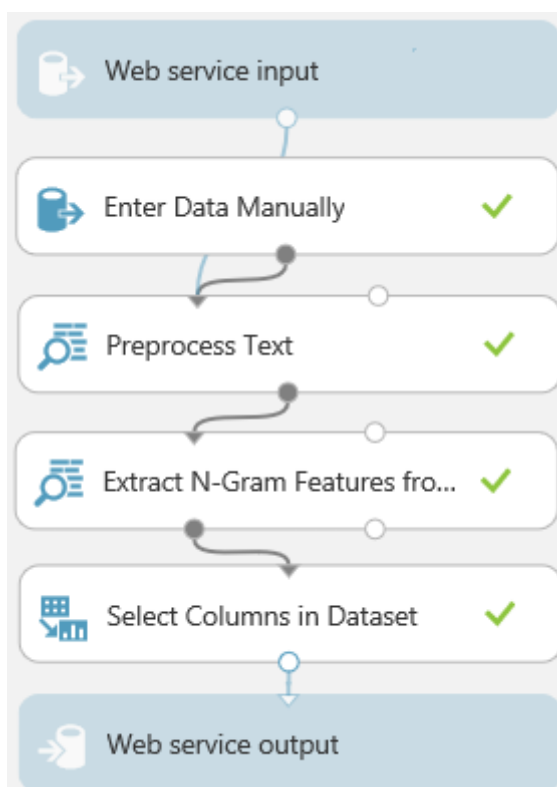 Web service input
Enter Data Manually
Preprocess Text
Extract N-Gram Features fro...
Select Columns in Dataset
Web service output